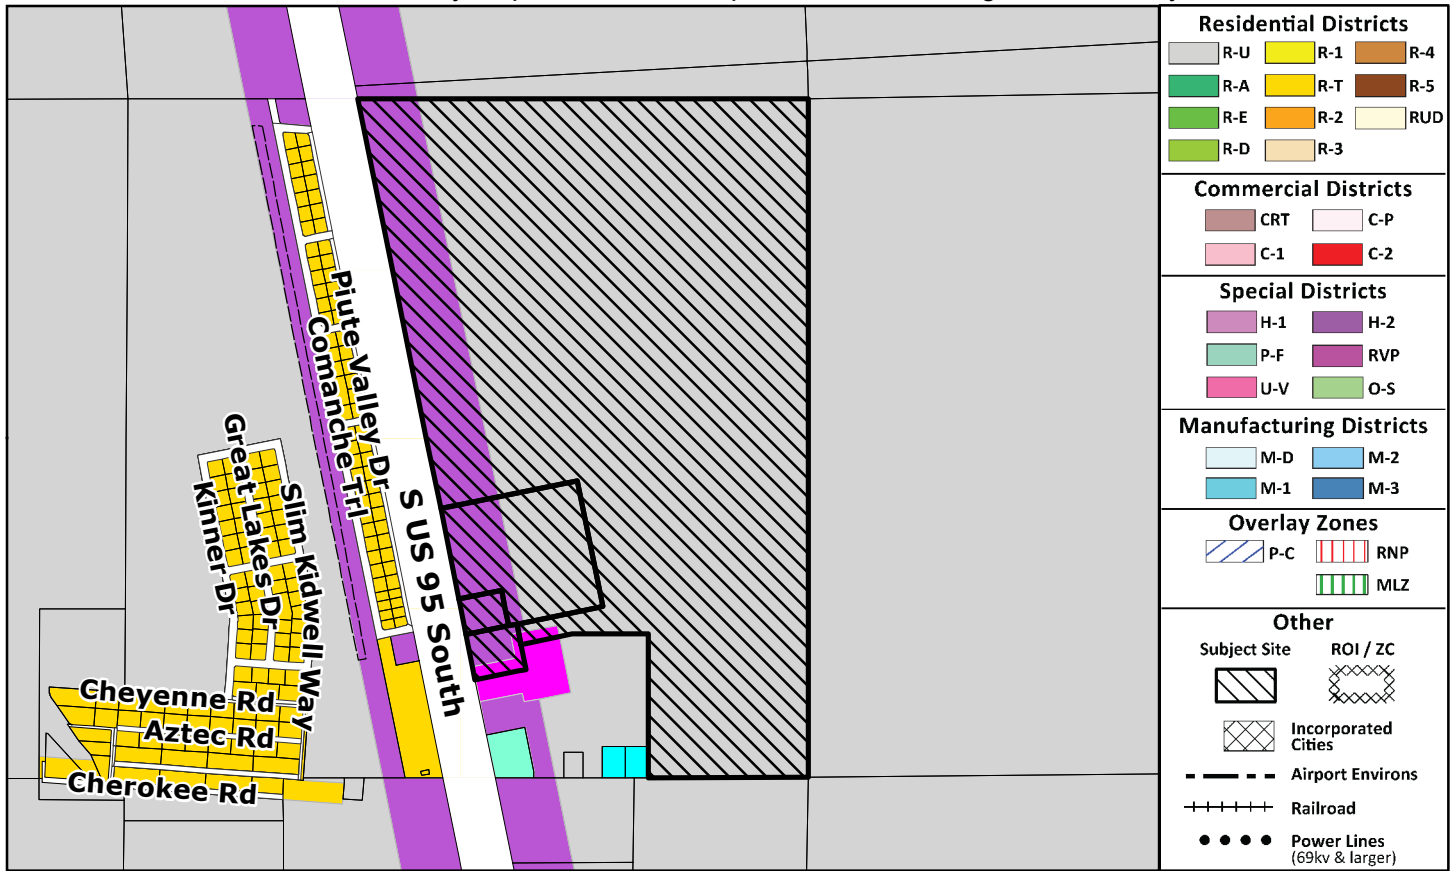 Piute Valley Dr
Comanche Trl
S US 95 South
Great Lakes Dr
Kinner Dr
Slim Kidwell Way
Cheyenne Rd
Aztec Rd
Cherokee Rd
Residential Districts
R-U R-1 R-4
R-A R-T R-5
R-E R-2 RUD
R-D R-3
Commercial Districts
CRT C-P
C-1 C-2
Special Districts
H-1 H-2
P-F RVP
U-V O-S
Manufacturing Districts
M-D M-2
M-1 M-3
Overlay Zones
P-C RNP
MLZ
Other
Subject Site ROI / ZC
Incorporated
Cities
Airport Environs
Railroad
Power Lines
(69kv & larger)